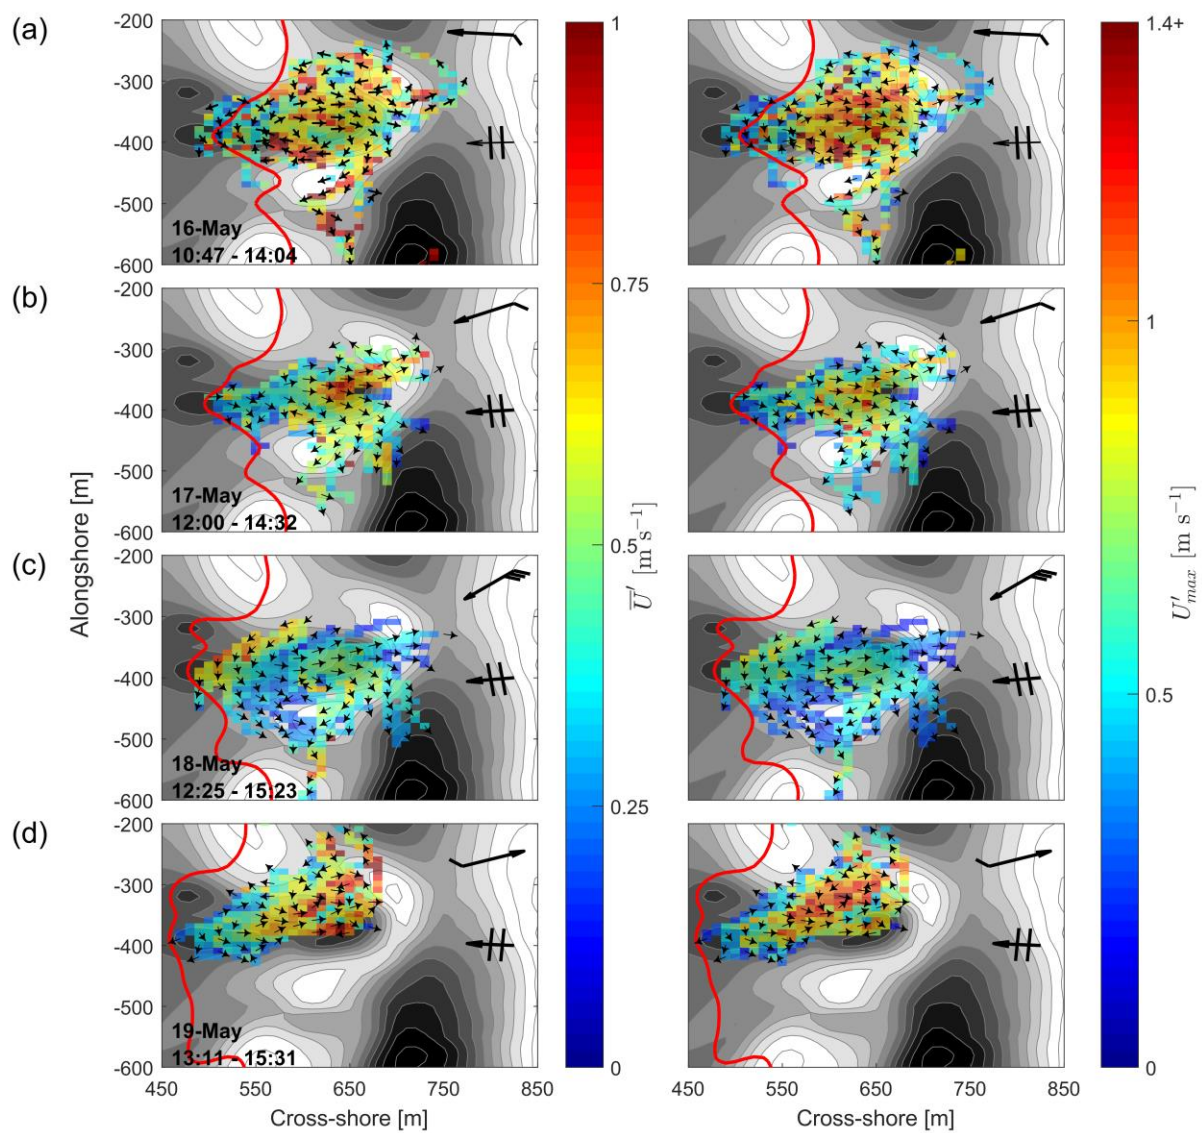 (a)
-200
-300
-400
-500
-600
16-May
10:47 - 14:04
(b)
-200
-300
-400
-500
-600
17-May
12:00 - 14:32
(c)
-200
-300
-400
-500
-600
18-May
12:25 - 15:23
(d)
-200
-300
-400
-500
-600
19-May
13:11 - 15:31
Alongshore [m]
450 550 650 750 850
Cross-shore [m]
1
0.75
0.5
0.25
0
U̅′ [m s⁻¹]
450 550 650 750 850
Cross-shore [m]
1.4+
1
0.5
0
U′max [m s⁻¹]